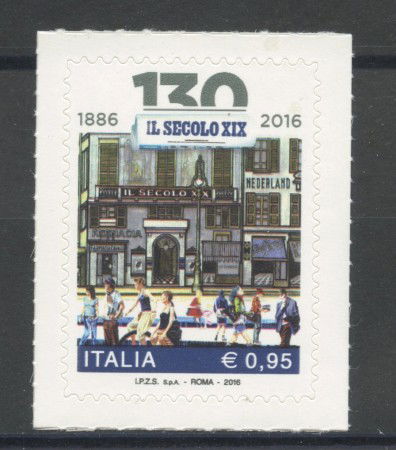 130
1886 2016
IL SECOLO XIX
NEDERLAND
IL SECOLO XIX
ITALIA € 0,95
I.P.Z.S. S.p.A. - ROMA - 2016